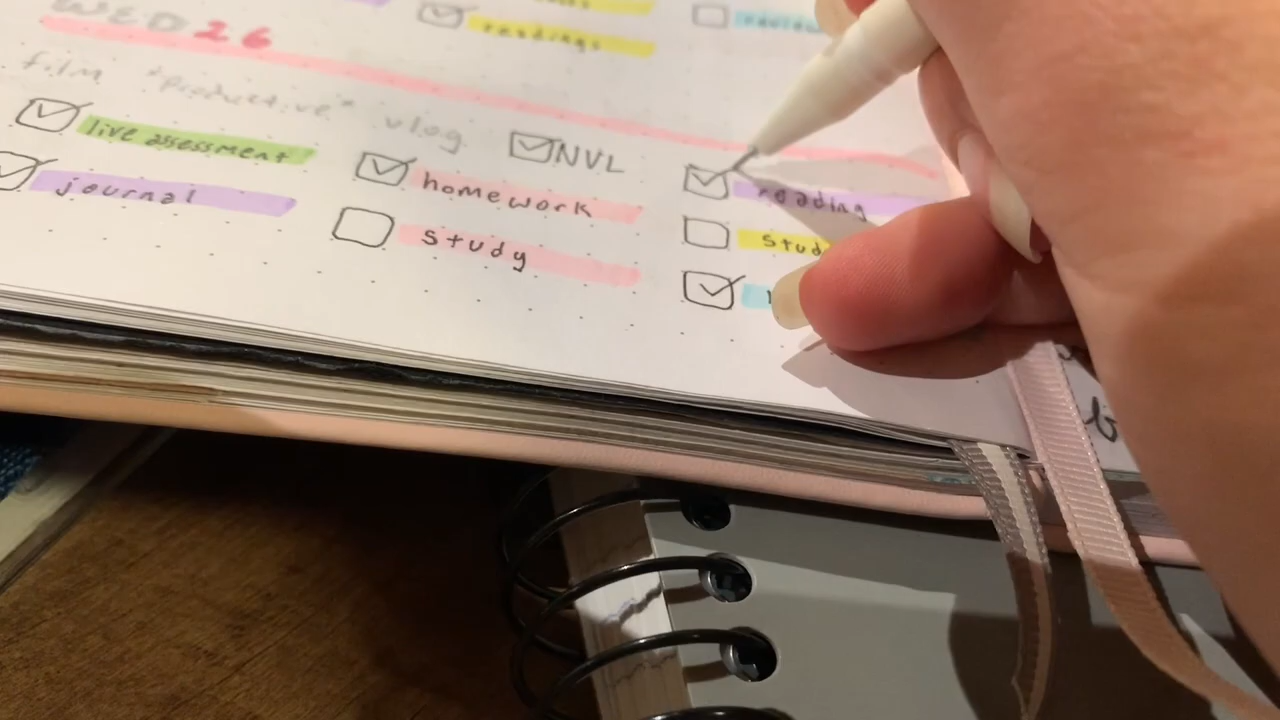 readings
WED 26
film "productive" vlog
live assessment
NVL
journal
homework
reading
study
stud